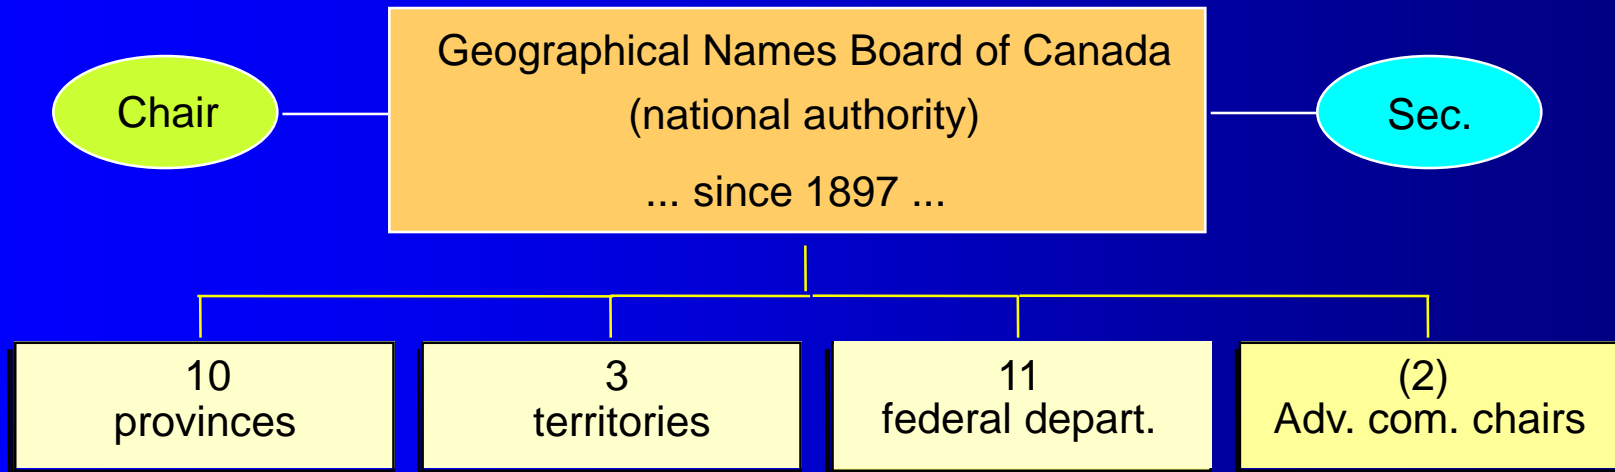 Geographical Names Board of Canada
(national authority)
... since 1897 ...
Chair
Sec.
10
provinces
3
territories
11
federal depart.
(2)
Adv. com. chairs